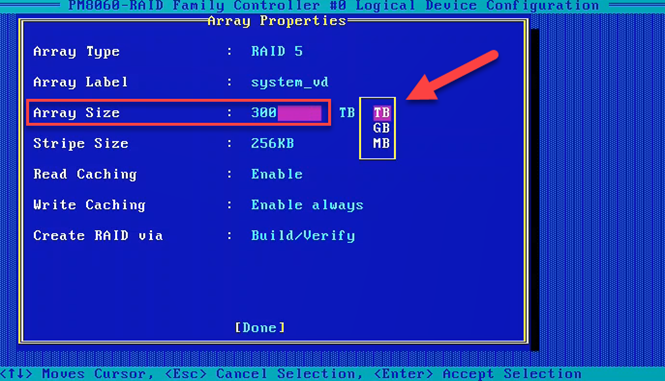 PM8060-RAID Family Controller #0 Logical Device Configuration
Array Properties
Array Type : RAID 5
Array Label : system_vd
Array Size : 300 TB TB
GB
Stripe Size : 256KB MB
Read Caching : Enable
Write Caching : Enable always
Create RAID via : Build/Verify
[Done]
<↑↓> Moves Cursor, <Esc> Cancel Selection, <Enter> Accept Selection